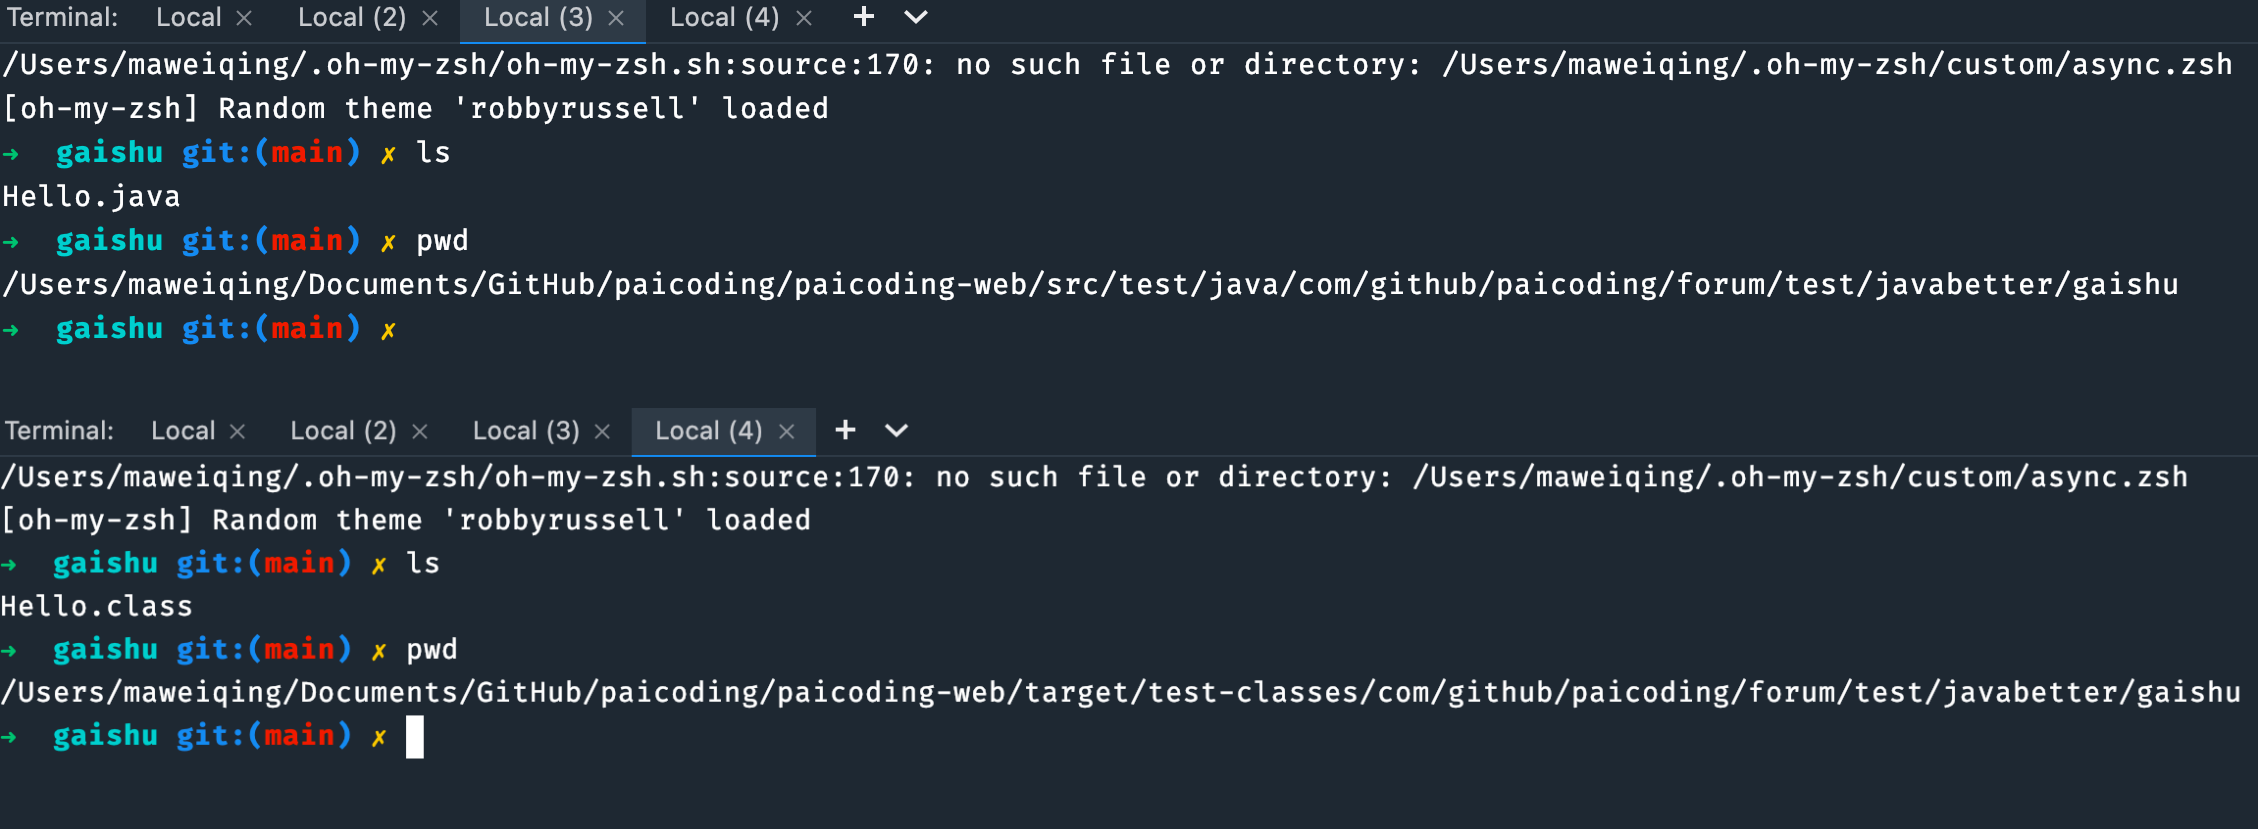 Terminal: Local × Local (2) × Local (3) × Local (4) × +
/Users/maweiqing/.oh-my-zsh/oh-my-zsh.sh:source:170: no such file or directory: /Users/maweiqing/.oh-my-zsh/custom/async.zsh
[oh-my-zsh] Random theme 'robbyrussell' loaded
→ gaishu git:(main) ✗ ls
Hello.java
→ gaishu git:(main) ✗ pwd
/Users/maweiqing/Documents/GitHub/paicoding/paicoding-web/src/test/java/com/github/paicoding/forum/test/javabetter/gaishu
→ gaishu git:(main) ✗
Terminal: Local × Local (2) × Local (3) × Local (4) × +
/Users/maweiqing/.oh-my-zsh/oh-my-zsh.sh:source:170: no such file or directory: /Users/maweiqing/.oh-my-zsh/custom/async.zsh
[oh-my-zsh] Random theme 'robbyrussell' loaded
→ gaishu git:(main) ✗ ls
Hello.class
→ gaishu git:(main) ✗ pwd
/Users/maweiqing/Documents/GitHub/paicoding/paicoding-web/target/test-classes/com/github/paicoding/forum/test/javabetter/gaishu
→ gaishu git:(main) ✗